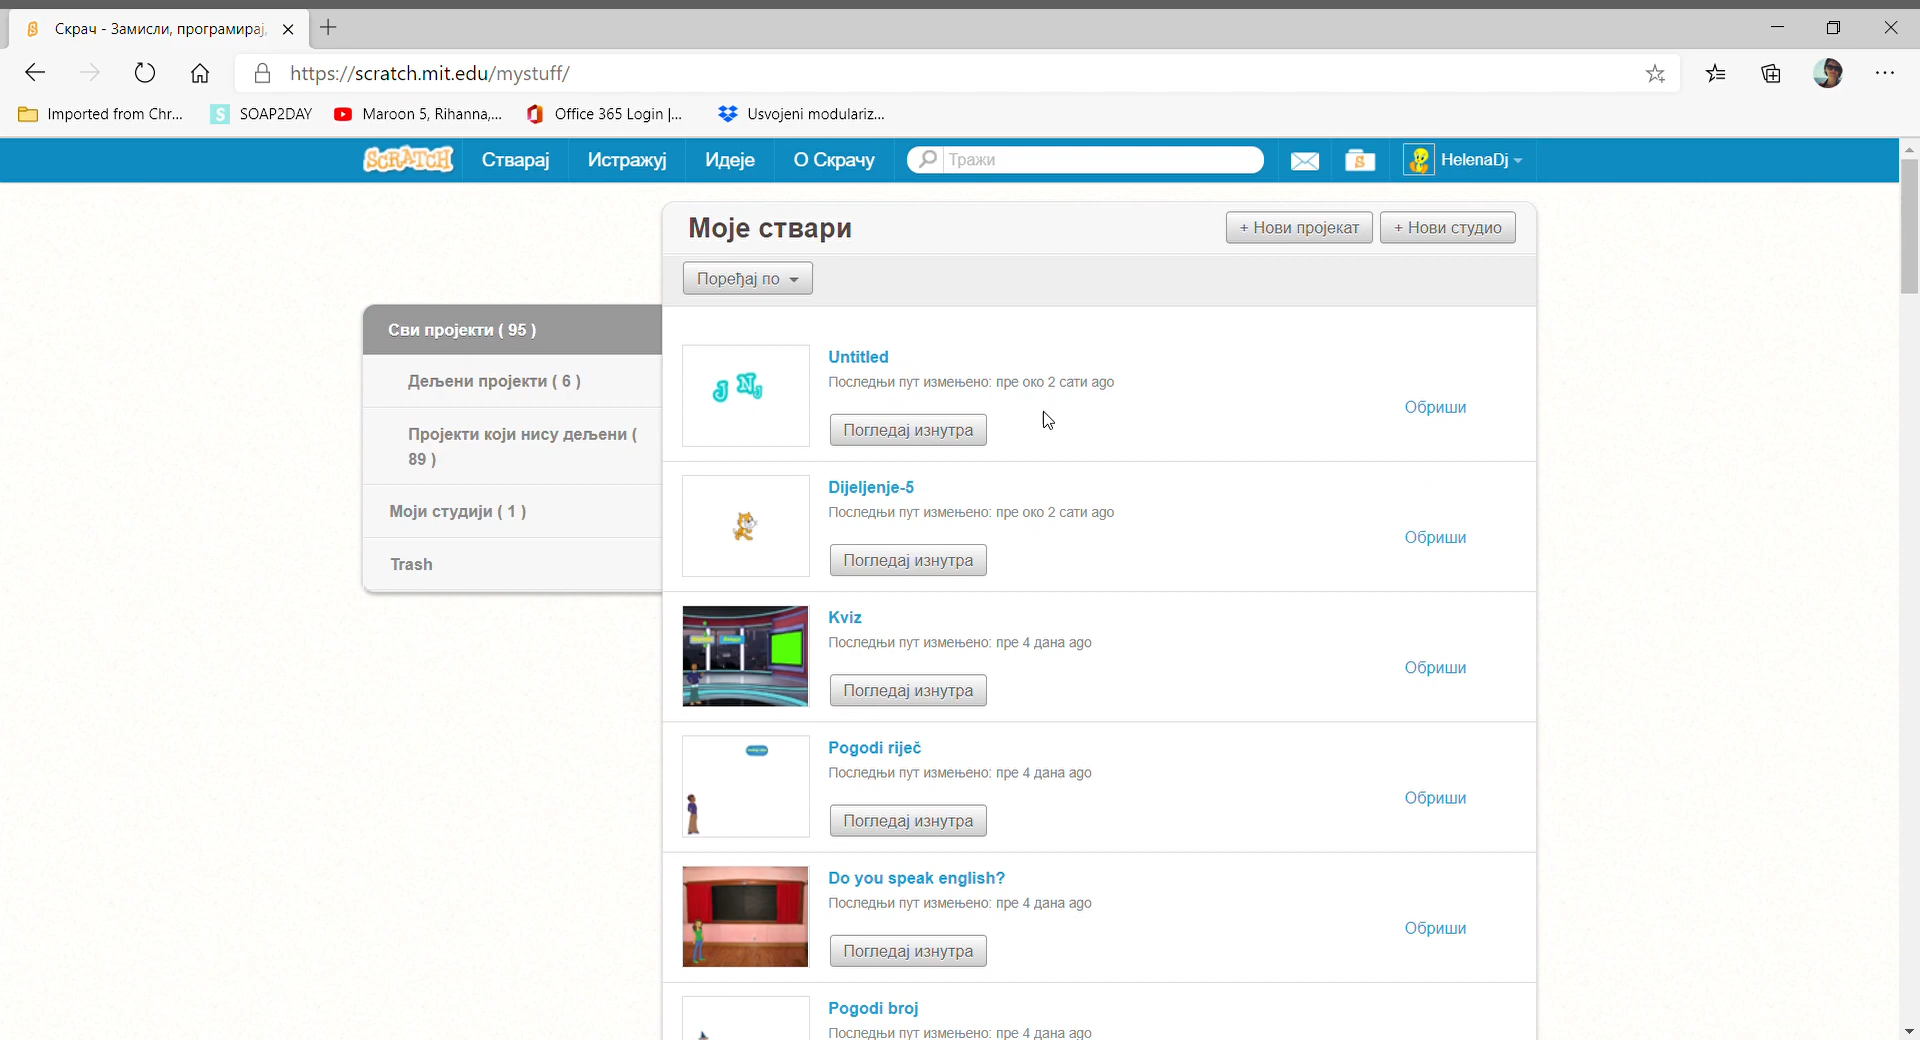 Скрач - Замисли, програмирај,
https://scratch.mit.edu/mystuff/
Imported from Chr...
SOAP2DAY
Maroon 5, Rihanna,...
Office 365 Login |...
Usvojeni modulariz...
SCRATCH
Стварај
Истражуј
Идеје
О Скрачу
Тражи
HelenaDj
Моје ствари
+ Нови пројекат
+ Нови студио
Поређај по
Сви пројекти ( 95 )
Дељени пројекти ( 6 )
Пројекти који нису дељени (
89 )
Моји студији ( 1 )
Trash
Untitled
Последњи пут измењено: пре око 2 сати ago
Погледај изнутра
Обриши
Dijeljenje-5
Последњи пут измењено: пре око 2 сати ago
Погледај изнутра
Обриши
Kviz
Последњи пут измењено: пре 4 дана ago
Погледај изнутра
Обриши
Pogodi riječ
Последњи пут измењено: пре 4 дана ago
Погледај изнутра
Обриши
Do you speak english?
Последњи пут измењено: пре 4 дана ago
Погледај изнутра
Обриши
Pogodi broj
Последњи пут измењено: пре 4 дана ago